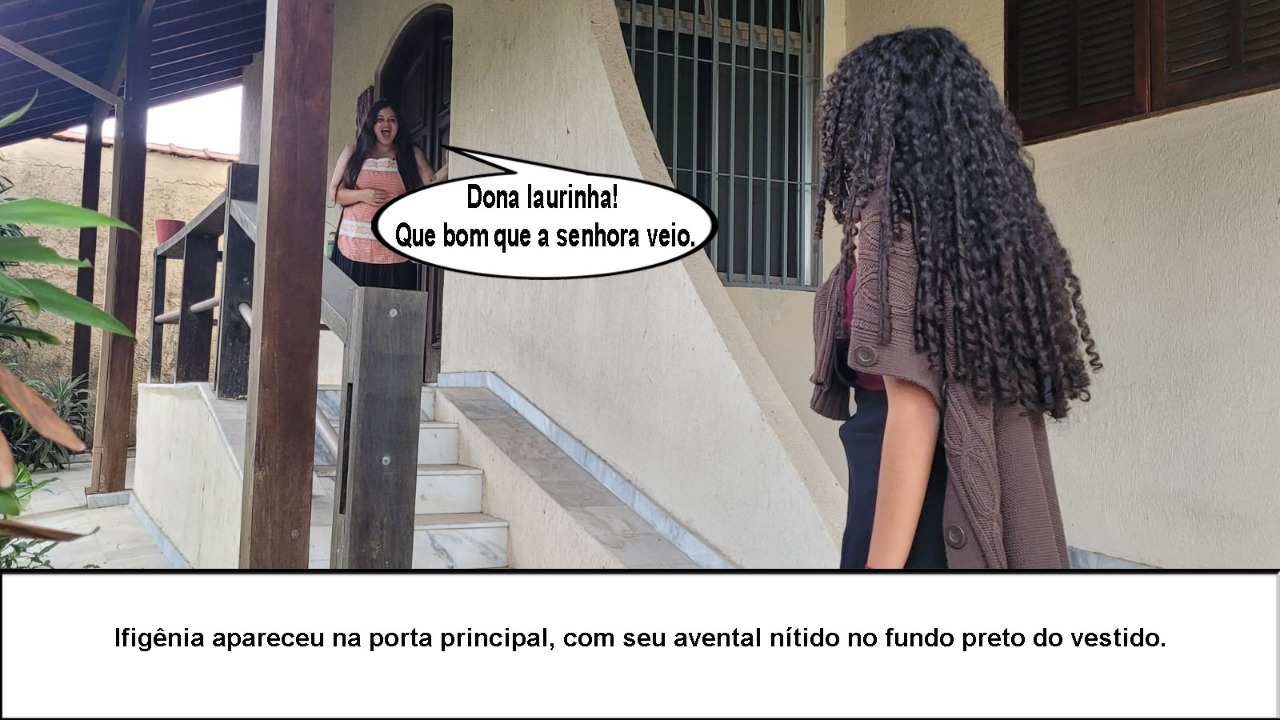 Dona laurinha!
Que bom que a senhora veio.
Ifigênia apareceu na porta principal, com seu avental nítido no fundo preto do vestido.